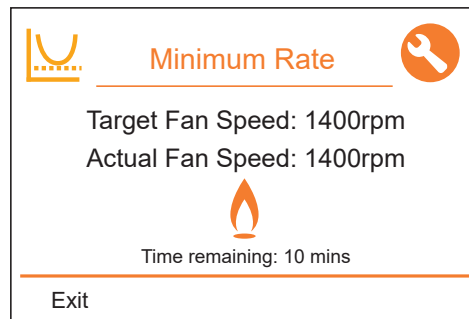 Minimum Rate
Target Fan Speed: 1400rpm
Actual Fan Speed: 1400rpm
Time remaining: 10 mins
Exit